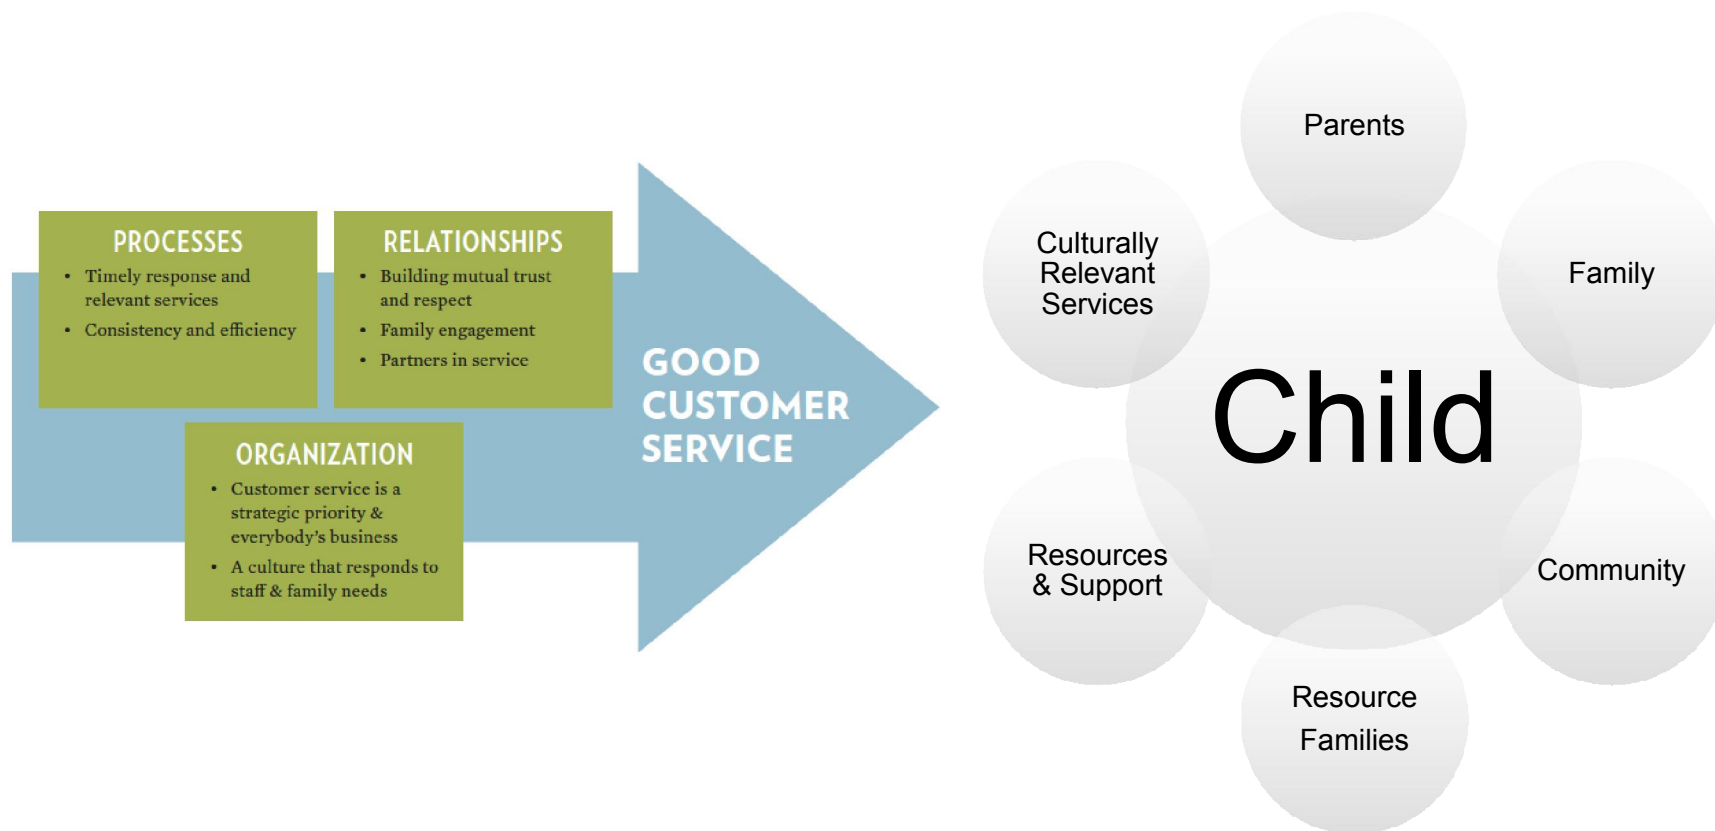 PROCESSES
• Timely response and
relevant services
• Consistency and efficiency
RELATIONSHIPS
• Building mutual trust
and respect
• Family engagement
• Partners in service
ORGANIZATION
• Customer service is a
strategic priority &
everybody's business
• A culture that responds to
staff & family needs
GOOD
CUSTOMER
SERVICE
Parents
Family
Community
Resource
Families
Resources
& Support
Culturally
Relevant
Services
Child